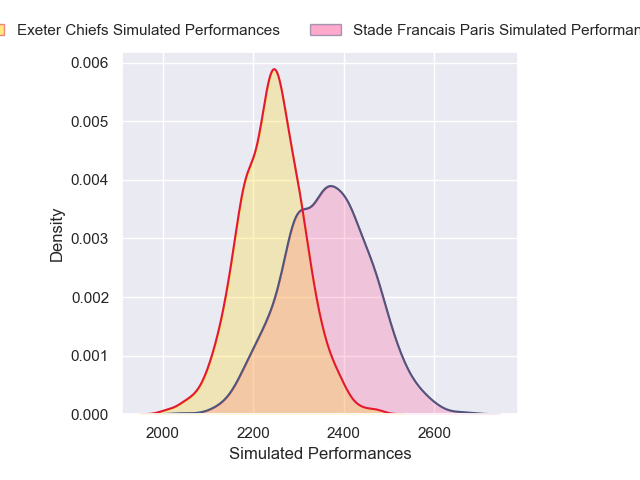 Exeter Chiefs Simulated Performances
Stade Francais Paris Simulated
0.006
0.005
0.004
0.003
0.002
0.001
0.000
Density
2000 2200 2400 2600
Simulated Performances